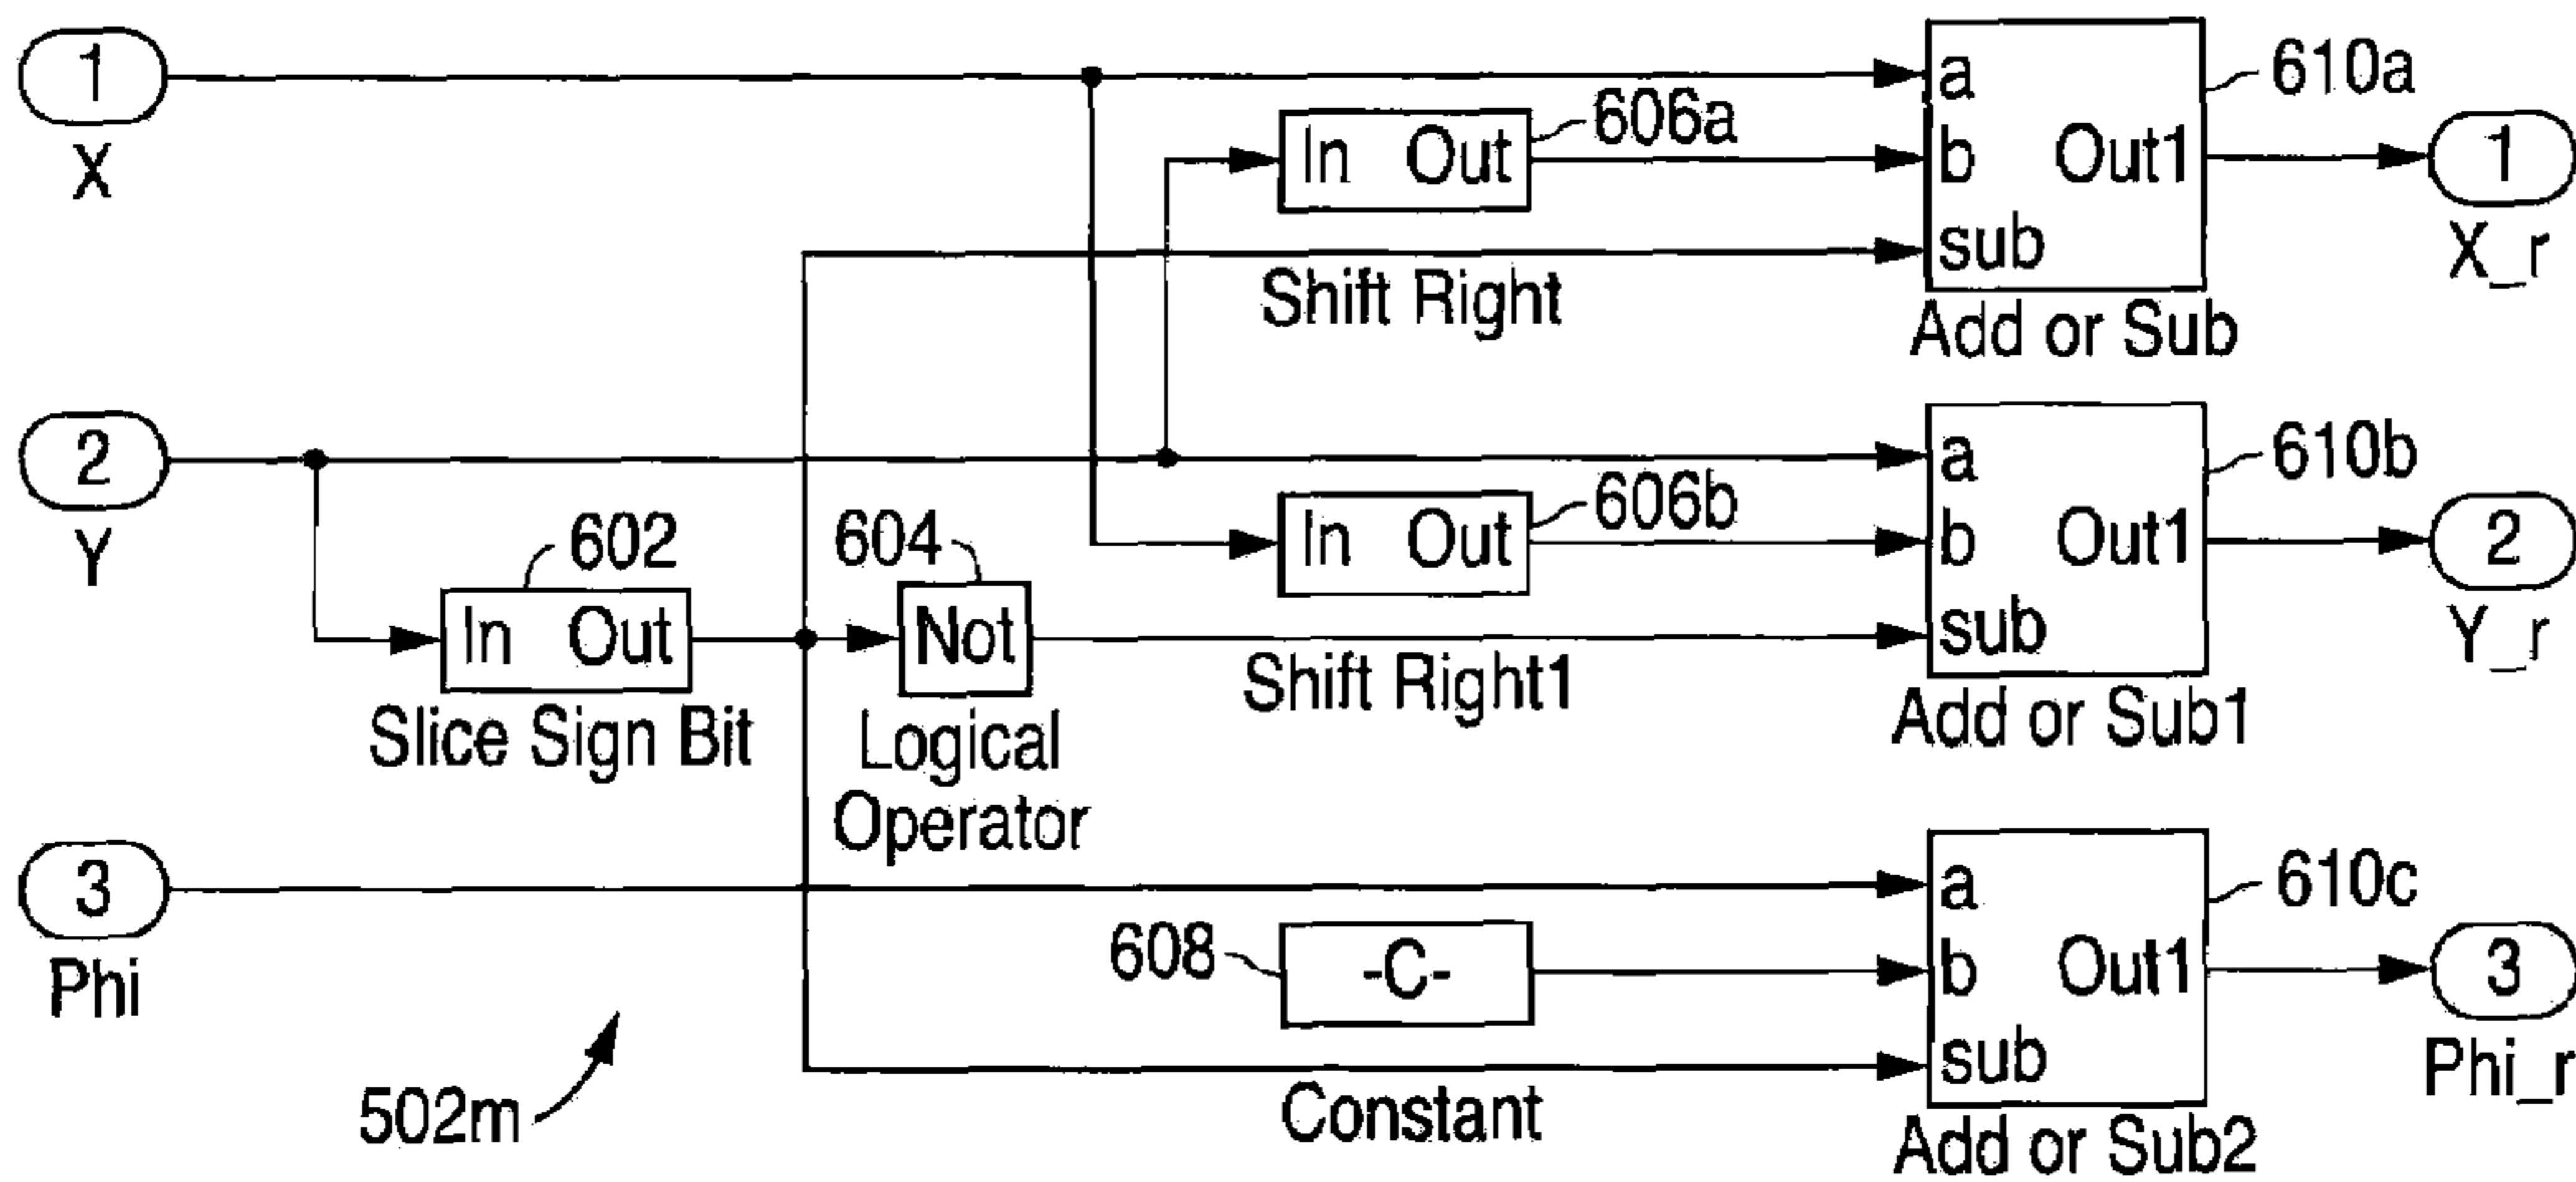 1
X
a
b
sub
Out1
610a
In Out
606a
Shift Right
Add or Sub
1
X_r
2
Y
In Out
602
Slice Sign Bit
604
Not
Logical
Operator
In Out
606b
Shift Right1
a
b
sub
Out1
610b
Add or Sub1
2
Y_r
3
Phi
608
-C-
Constant
a
b
sub
Out1
610c
Add or Sub2
3
Phi_r
502m